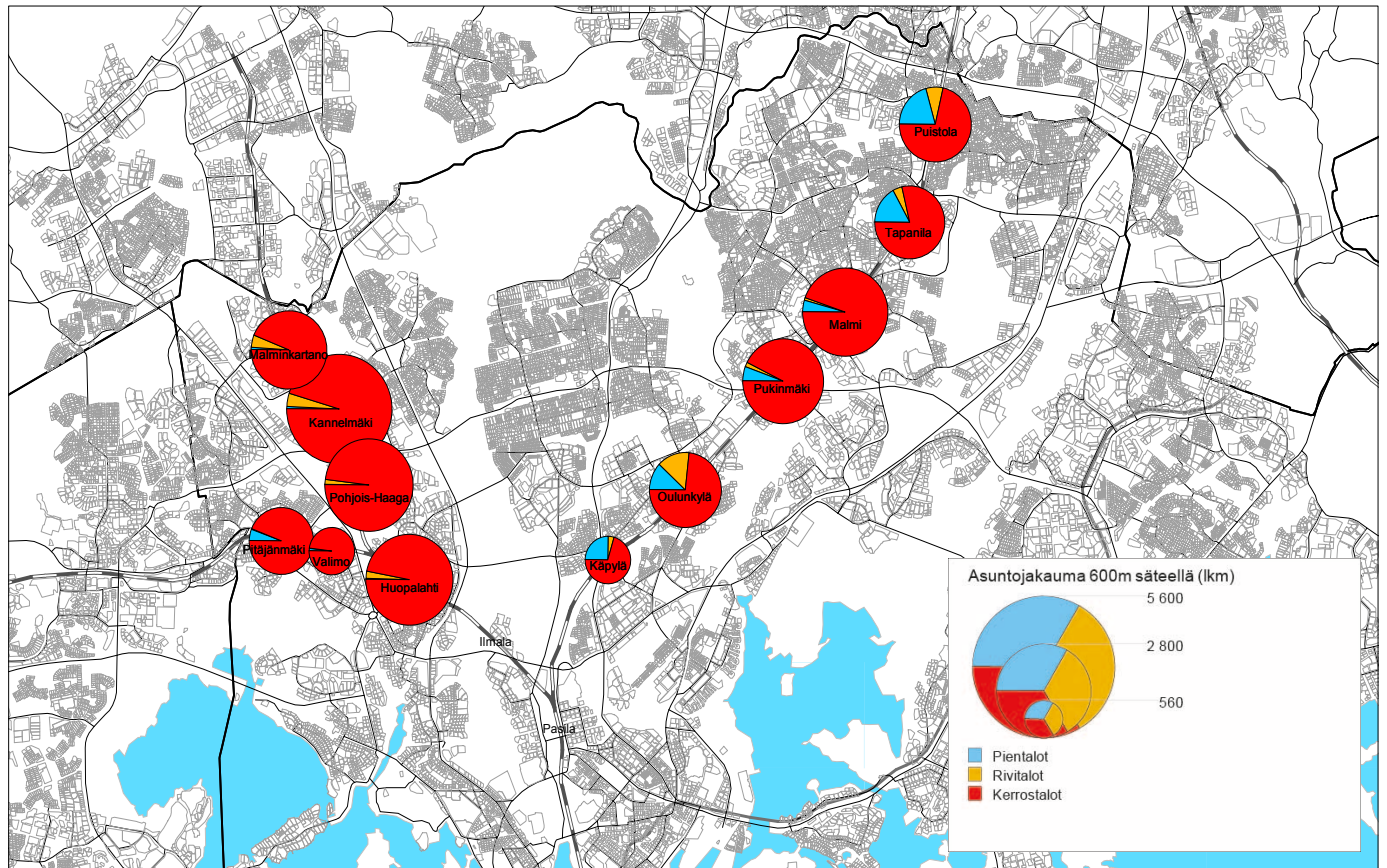 Puistola
Tapanila
Malmi
Malminkartano
Pukinmäki
Kannelmäki
Pohjois-Haaga
Oulunkylä
Pitäjänmäki
Valimo
Käpylä
Huopalahti
Ilmala
Pasila
Asuntojakauma 600m säteellä (lkm)
5 600
2 800
560
Pientalot
Rivitalot
Kerrostalot